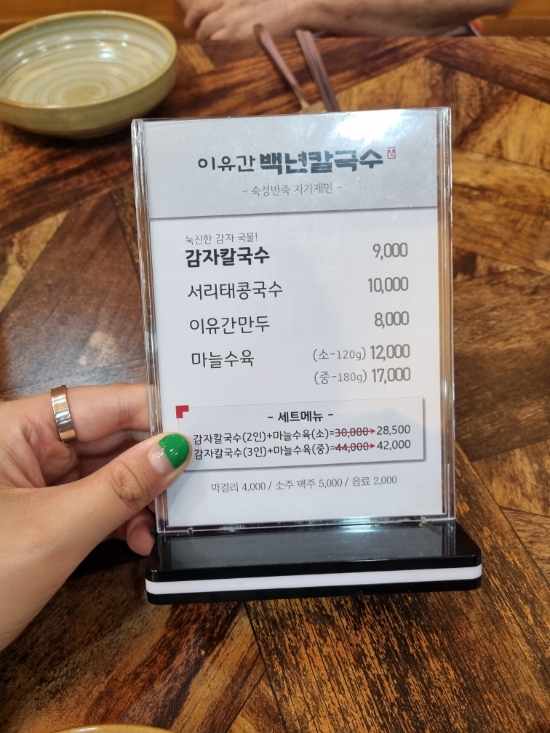 이유간 백년칼국수
- 숙성반죽 자가제면 -
녹진한 감자 국물!
감자칼국수 9,000
서리태콩국수 10,000
이유간만두 8,000
마늘수육 (소-120g) 12,000
(중-180g) 17,000
- 세트메뉴 -
감자칼국수(2인)+마늘수육(소)=30,000→28,500
감자칼국수(3인)+마늘수육(중)=44,000→42,000
막걸리 4.000 / 소주 맥주 5,000 / 음료 2,000